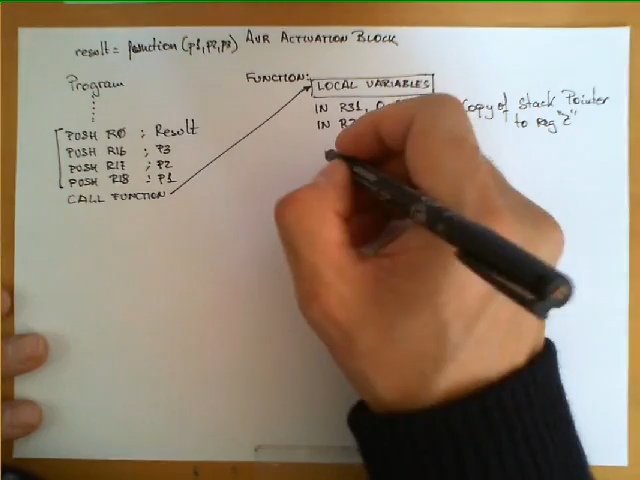 result = function (p1,p2,p3) AVR ACTIVATION BLOCK
Program
PUSH R0 ; Result
PUSH R16 ; P3
PUSH R17 ; P2
PUSH R18 ; P1
CALL FUNCTION
FUNCTION:
LOCAL VARIABLES
IN R31,
IN
Copy of Stack Pointer
to Reg "Z"